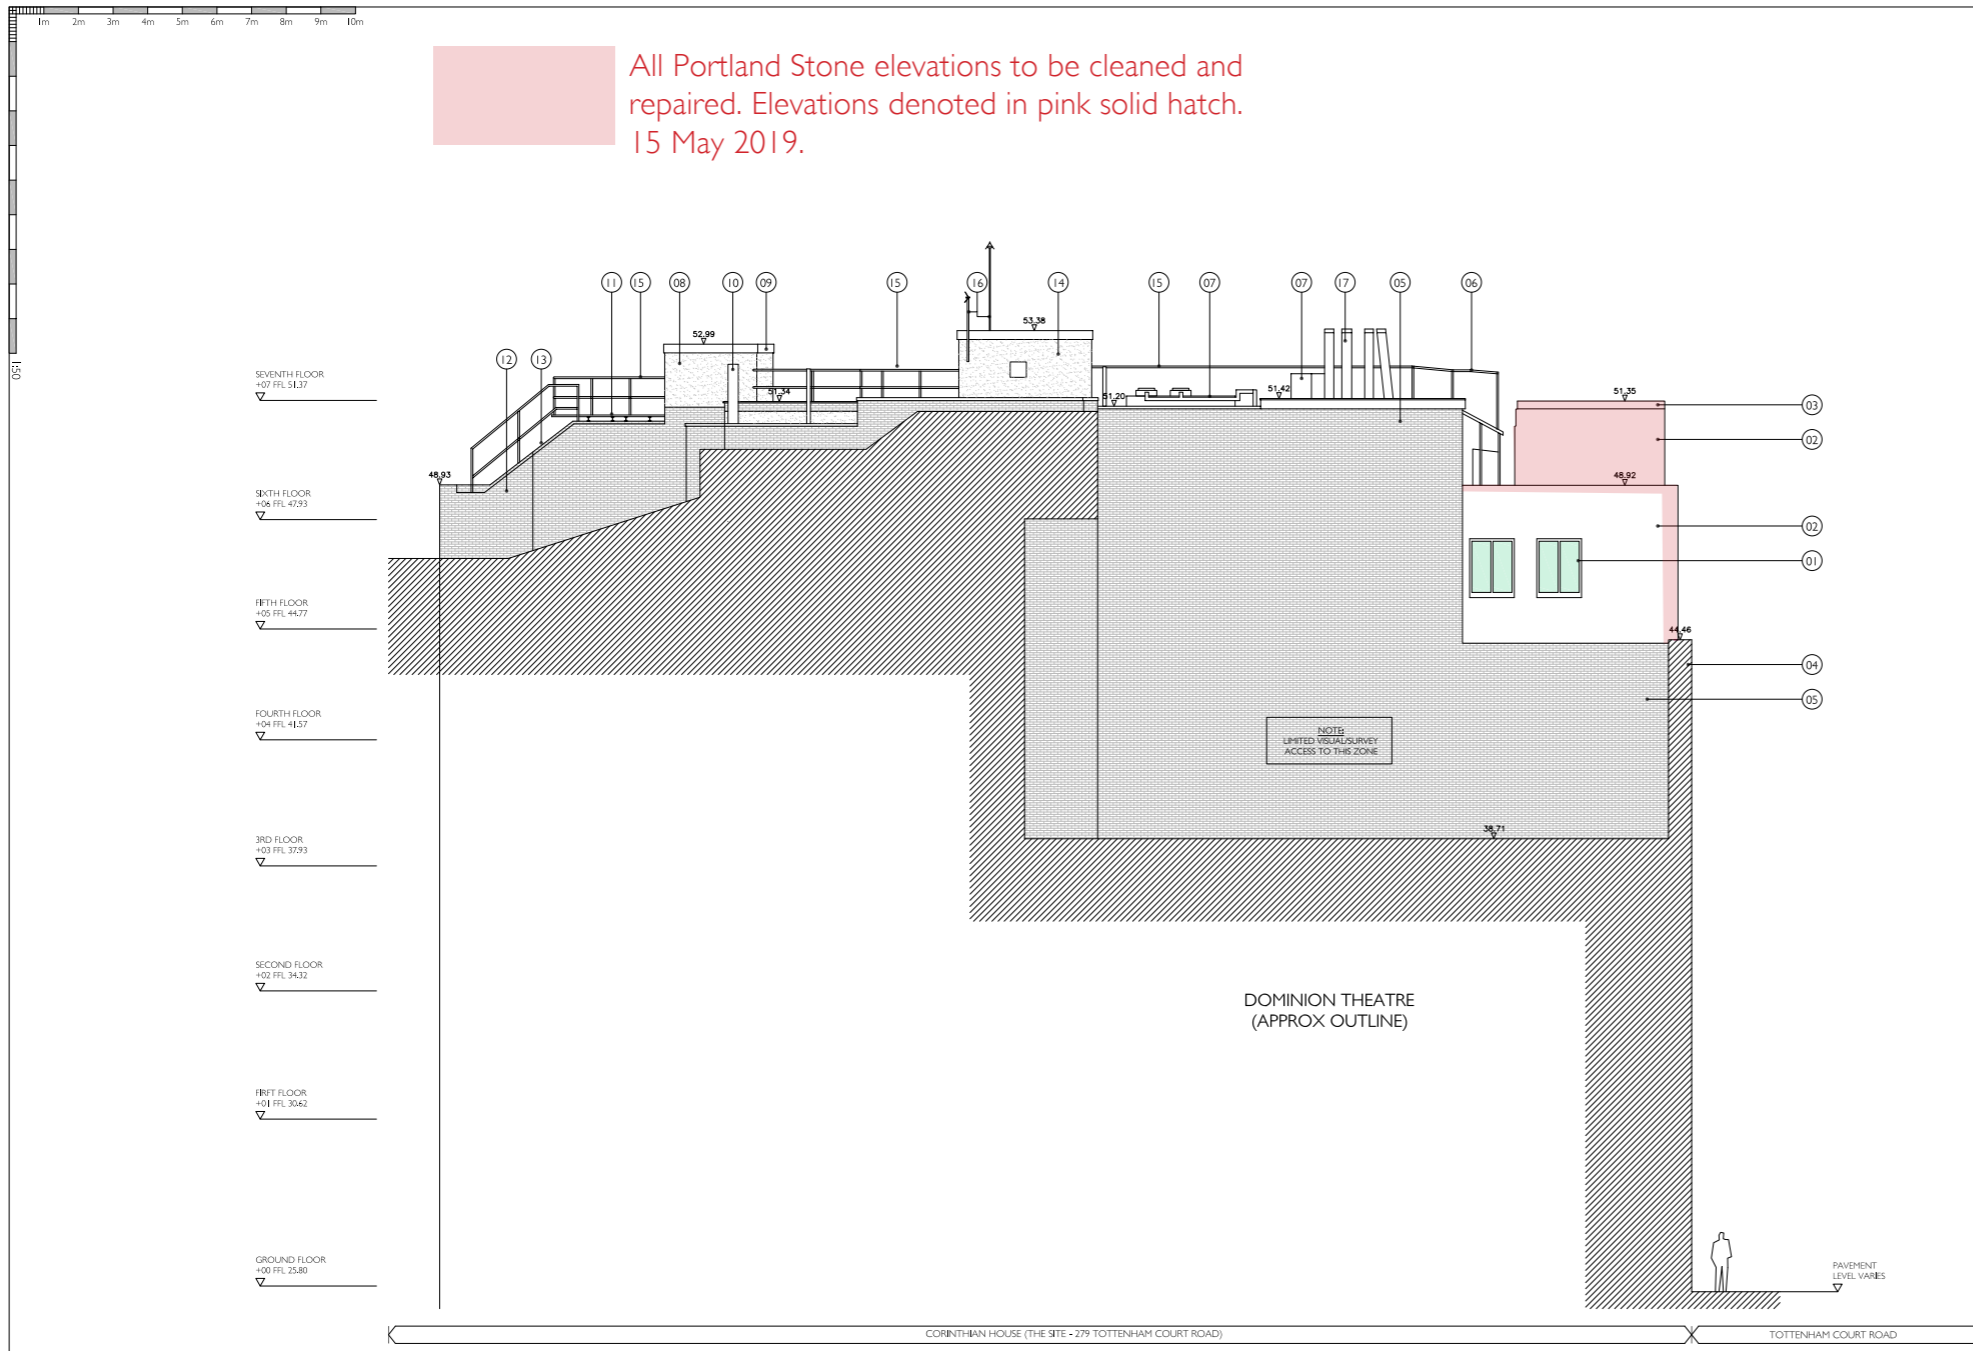 1m 2m 3m 4m 5m 6m 7m 8m 9m 10m
1:50
All Portland Stone elevations to be cleaned and
repaired. Elevations denoted in pink solid hatch.
15 May 2019.
11 15 08 10 09 15 16 14 15 07 07 17 05 06
12 13
52.99
53.38
51.34
51.20
51.42
51.35
48.93
48.92
44.46
38.71
03
02
02
01
04
05
SEVENTH FLOOR
+07 FFL 51.37
SIXTH FLOOR
+06 FFL 47.93
FIFTH FLOOR
+05 FFL 44.77
FOURTH FLOOR
+04 FFL 41.57
3RD FLOOR
+03 FFL 37.93
SECOND FLOOR
+02 FFL 34.32
FIRFT FLOOR
+01 FFL 30.62
GROUND FLOOR
+00 FFL 25.80
NOTE:
LIMITED VISUAL/SURVEY
ACCESS TO THIS ZONE
DOMINION THEATRE
(APPROX OUTLINE)
PAVEMENT
LEVEL VARIES
CORINTHIAN HOUSE (THE SITE - 279 TOTTENHAM COURT ROAD)
TOTTENHAM COURT ROAD